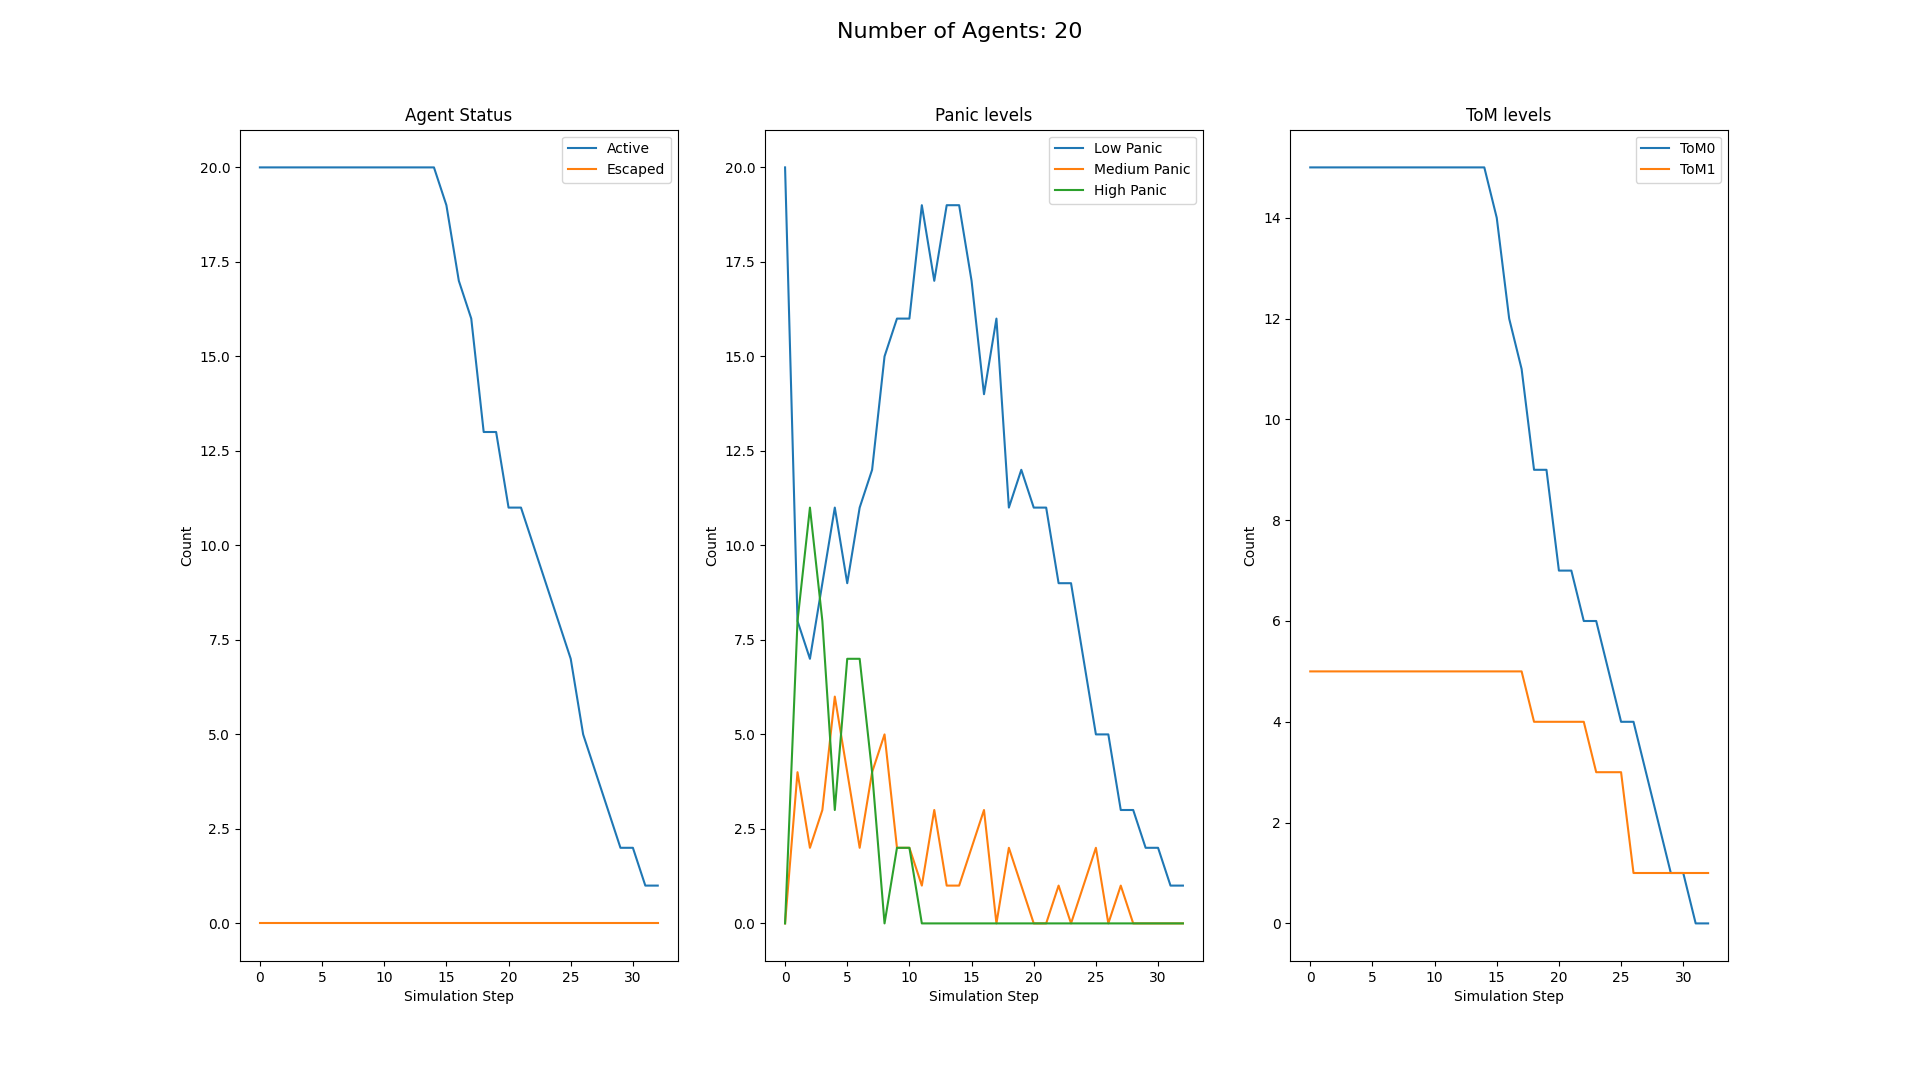 Number of Agents: 20
Agent Status
Active
Escaped
20.0
17.5
15.0
12.5
10.0
7.5
5.0
2.5
0.0
Count
0 5 10 15 20 25 30
Simulation Step
Panic levels
Low Panic
Medium Panic
High Panic
20.0
17.5
15.0
12.5
10.0
7.5
5.0
2.5
0.0
Count
0 5 10 15 20 25 30
Simulation Step
ToM levels
ToM0
ToM1
14
12
10
8
6
4
2
0
Count
0 5 10 15 20 25 30
Simulation Step